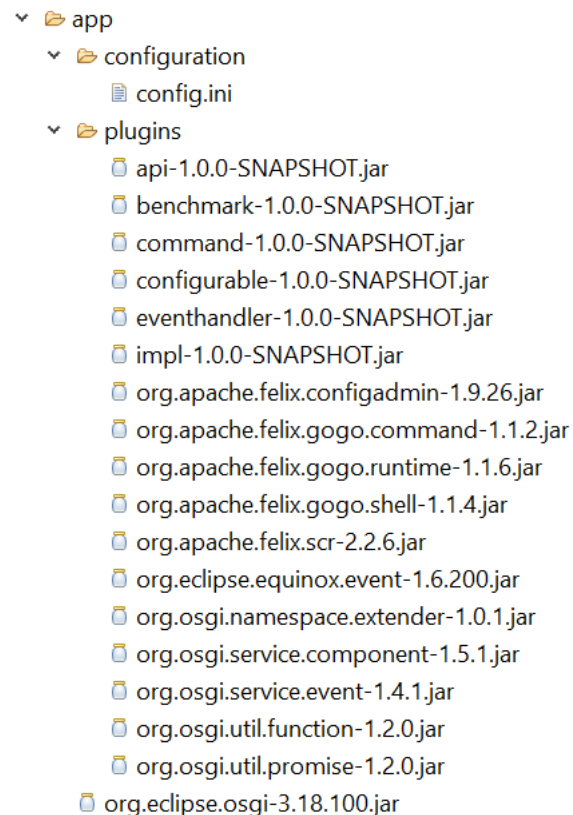 app
configuration
config.ini
plugins
api-1.0.0-SNAPSHOT.jar
benchmark-1.0.0-SNAPSHOT.jar
command-1.0.0-SNAPSHOT.jar
configurable-1.0.0-SNAPSHOT.jar
eventhandler-1.0.0-SNAPSHOT.jar
impl-1.0.0-SNAPSHOT.jar
org.apache.felix.configadmin-1.9.26.jar
org.apache.felix.gogo.command-1.1.2.jar
org.apache.felix.gogo.runtime-1.1.6.jar
org.apache.felix.gogo.shell-1.1.4.jar
org.apache.felix.scr-2.2.6.jar
org.eclipse.equinox.event-1.6.200.jar
org.osgi.namespace.extender-1.0.1.jar
org.osgi.service.component-1.5.1.jar
org.osgi.service.event-1.4.1.jar
org.osgi.util.function-1.2.0.jar
org.osgi.util.promise-1.2.0.jar
org.eclipse.osgi-3.18.100.jar